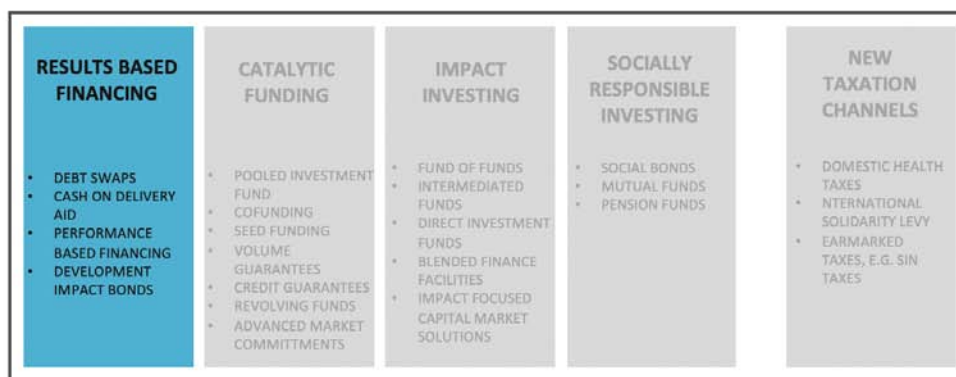 RESULTS BASED
FINANCING
• DEBT SWAPS
• CASH ON DELIVERY
AID
• PERFORMANCE
BASED FINANCING
• DEVELOPMENT
IMPACT BONDS
CATALYTIC
FUNDING
• POOLED INVESTMENT
FUND
• COFUNDING
• SEED FUNDING
• VOLUME
GUARANTEES
• CREDIT GUARANTEES
• REVOLVING FUNDS
• ADVANCED MARKET
COMMITTMENTS
IMPACT
INVESTING
• FUND OF FUNDS
• INTERMEDIATED
FUNDS
• DIRECT INVESTMENT
FUNDS
• BLENDED FINANCE
FACILITIES
• IMPACT FOCUSED
CAPITAL MARKET
SOLUTIONS
SOCIALLY
RESPONSIBLE
INVESTING
• SOCIAL BONDS
• MUTUAL FUNDS
• PENSION FUNDS
NEW
TAXATION
CHANNELS
• DOMESTIC HEALTH
TAXES
• NTERNATIONAL
SOLIDARITY LEVY
• EARMARKED
TAXES, E.G. SIN
TAXES